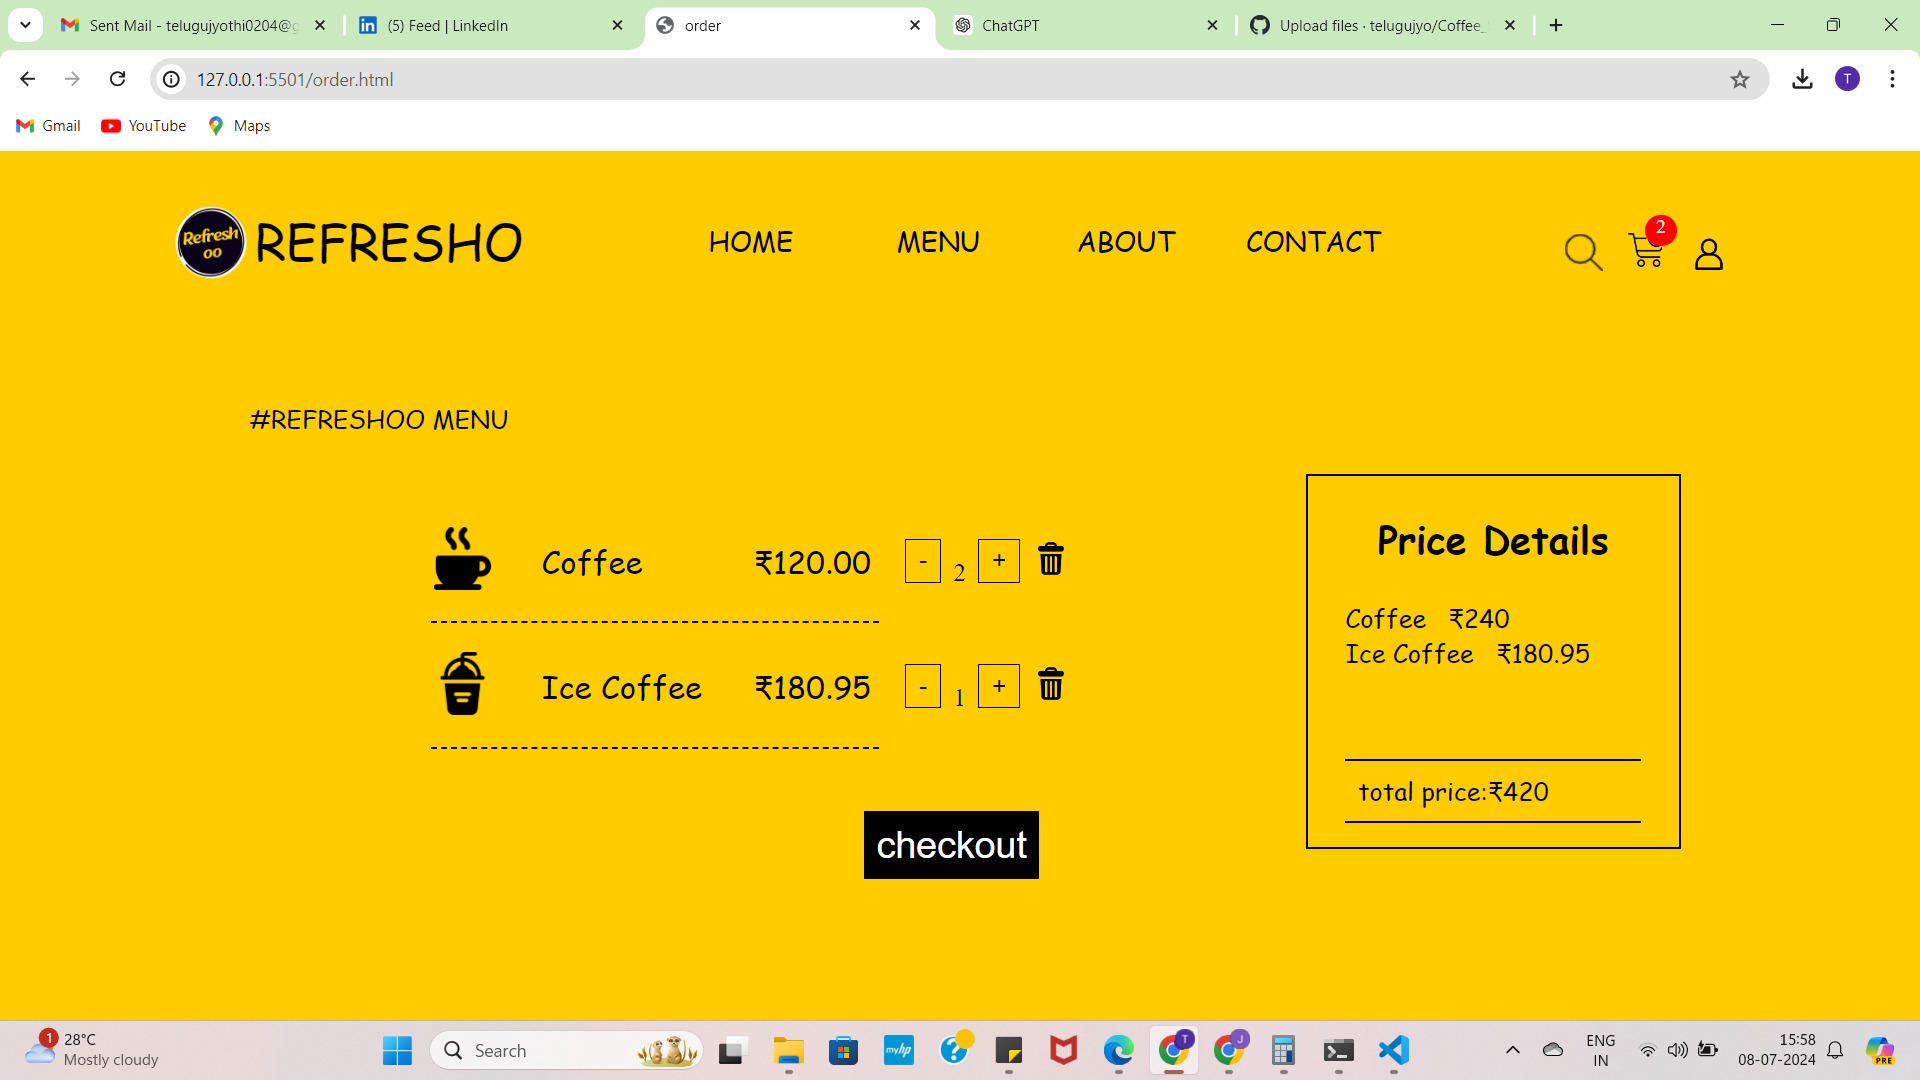 Sent Mail - telugujyothi0204@g
(5) Feed | LinkedIn
order
ChatGPT
Upload files · telugujyo/Coffee_
127.0.0.1:5501/order.html
T
Gmail
YouTube
Maps
Refresh
oo
REFRESHO
HOME
MENU
ABOUT
CONTACT
2
#REFRESHOO MENU
Coffee ₹120.00 - 2 +
Ice Coffee ₹180.95 - 1 +
checkout
Price Details
Coffee ₹240
Ice Coffee ₹180.95
total price:₹420
1
28°C
Mostly cloudy
Search
myhp
T
J
ENG
IN
15:58
08-07-2024
PRE